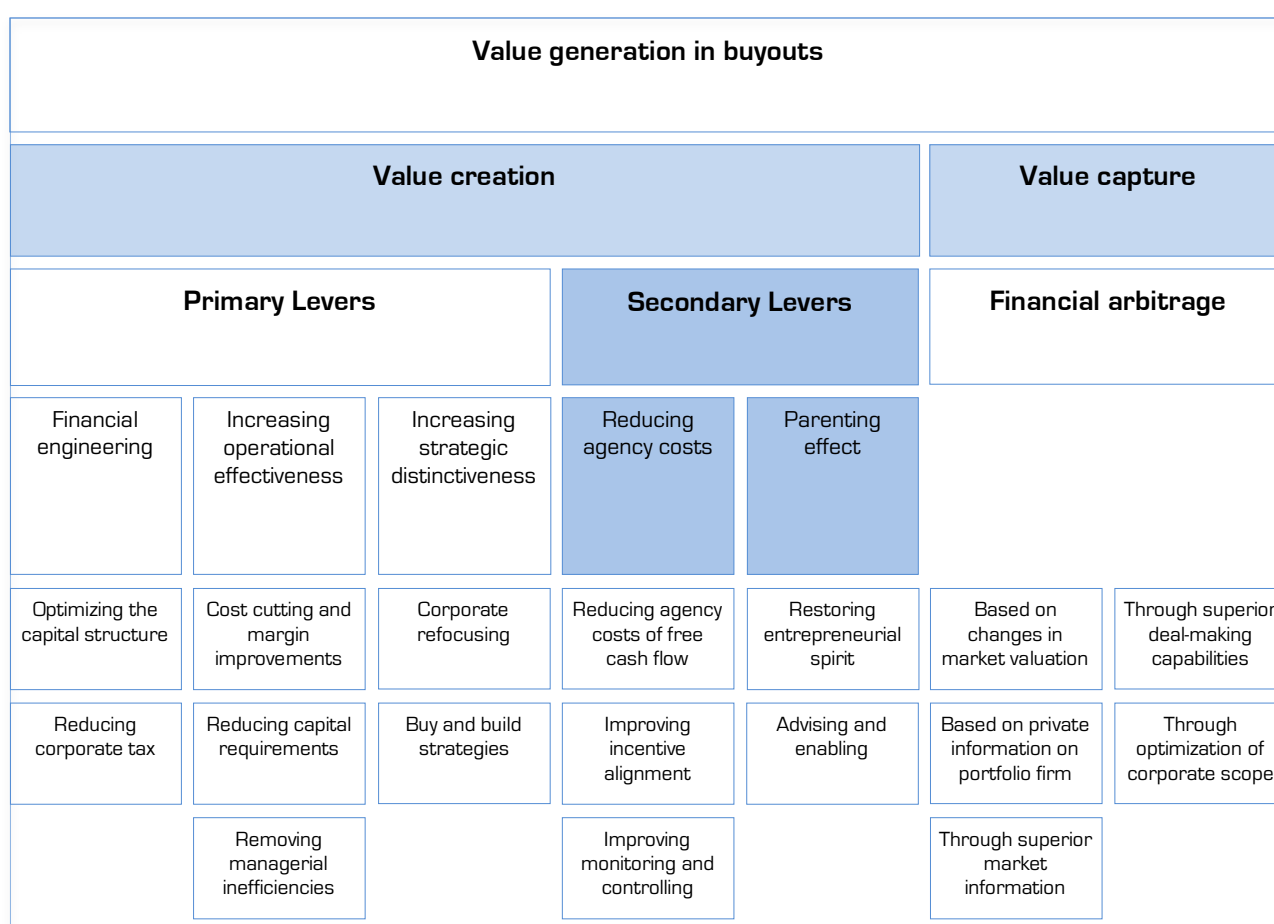 Value generation in buyouts
Value creation
Value capture
Primary Levers
Secondary Levers
Financial arbitrage
Financial
engineering
Increasing
operational
effectiveness
Increasing
strategic
distinctiveness
Reducing
agency costs
Parenting
effect
Optimizing the
capital structure
Cost cutting and
margin
improvements
Corporate
refocusing
Reducing agency
costs of free
cash flow
Restoring
entrepreneurial
spirit
Based on
changes in
market valuation
Through superior
deal-making
capabilities
Reducing
corporate tax
Reducing capital
requirements
Buy and build
strategies
Improving
incentive
alignment
Advising and
enabling
Based on private
information on
portfolio firm
Through
optimization of
corporate scope
Removing
managerial
inefficiencies
Improving
monitoring and
controlling
Through superior
market
information